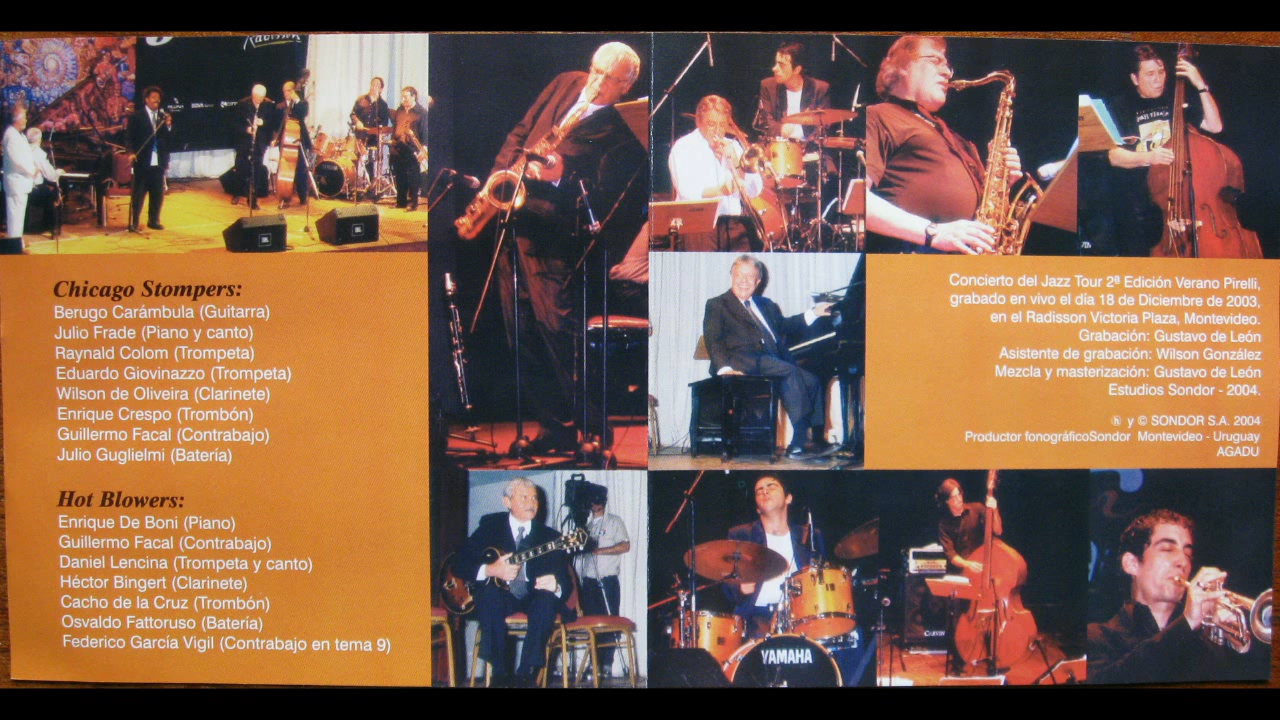 Radisson
Chicago Stompers:
Berugo Carámbula (Guitarra)
Julio Frade (Piano y canto)
Raynald Colom (Trompeta)
Eduardo Giovinazzo (Trompeta)
Wilson de Oliveira (Clarinete)
Enrique Crespo (Trombón)
Guillermo Facal (Contrabajo)
Julio Guglielmi (Batería)
Hot Blowers:
Enrique De Boni (Piano)
Guillermo Facal (Contrabajo)
Daniel Lencina (Trompeta y canto)
Héctor Bingert (Clarinete)
Cacho de la Cruz (Trombón)
Osvaldo Fattoruso (Batería)
Federico García Vigil (Contrabajo en tema 9)
Concierto del Jazz Tour 2ª Edición Verano Pirelli,
grabado en vivo el día 18 de Diciembre de 2003,
en el Radisson Victoria Plaza, Montevideo.
Grabación: Gustavo de León
Asistente de grabación: Wilson González
Mezcla y masterización: Gustavo de León
Estudios Sondor - 2004.
y © SONDOR S.A. 2004
Productor fonográficoSondor Montevideo - Uruguay
AGADU
YAMAHA